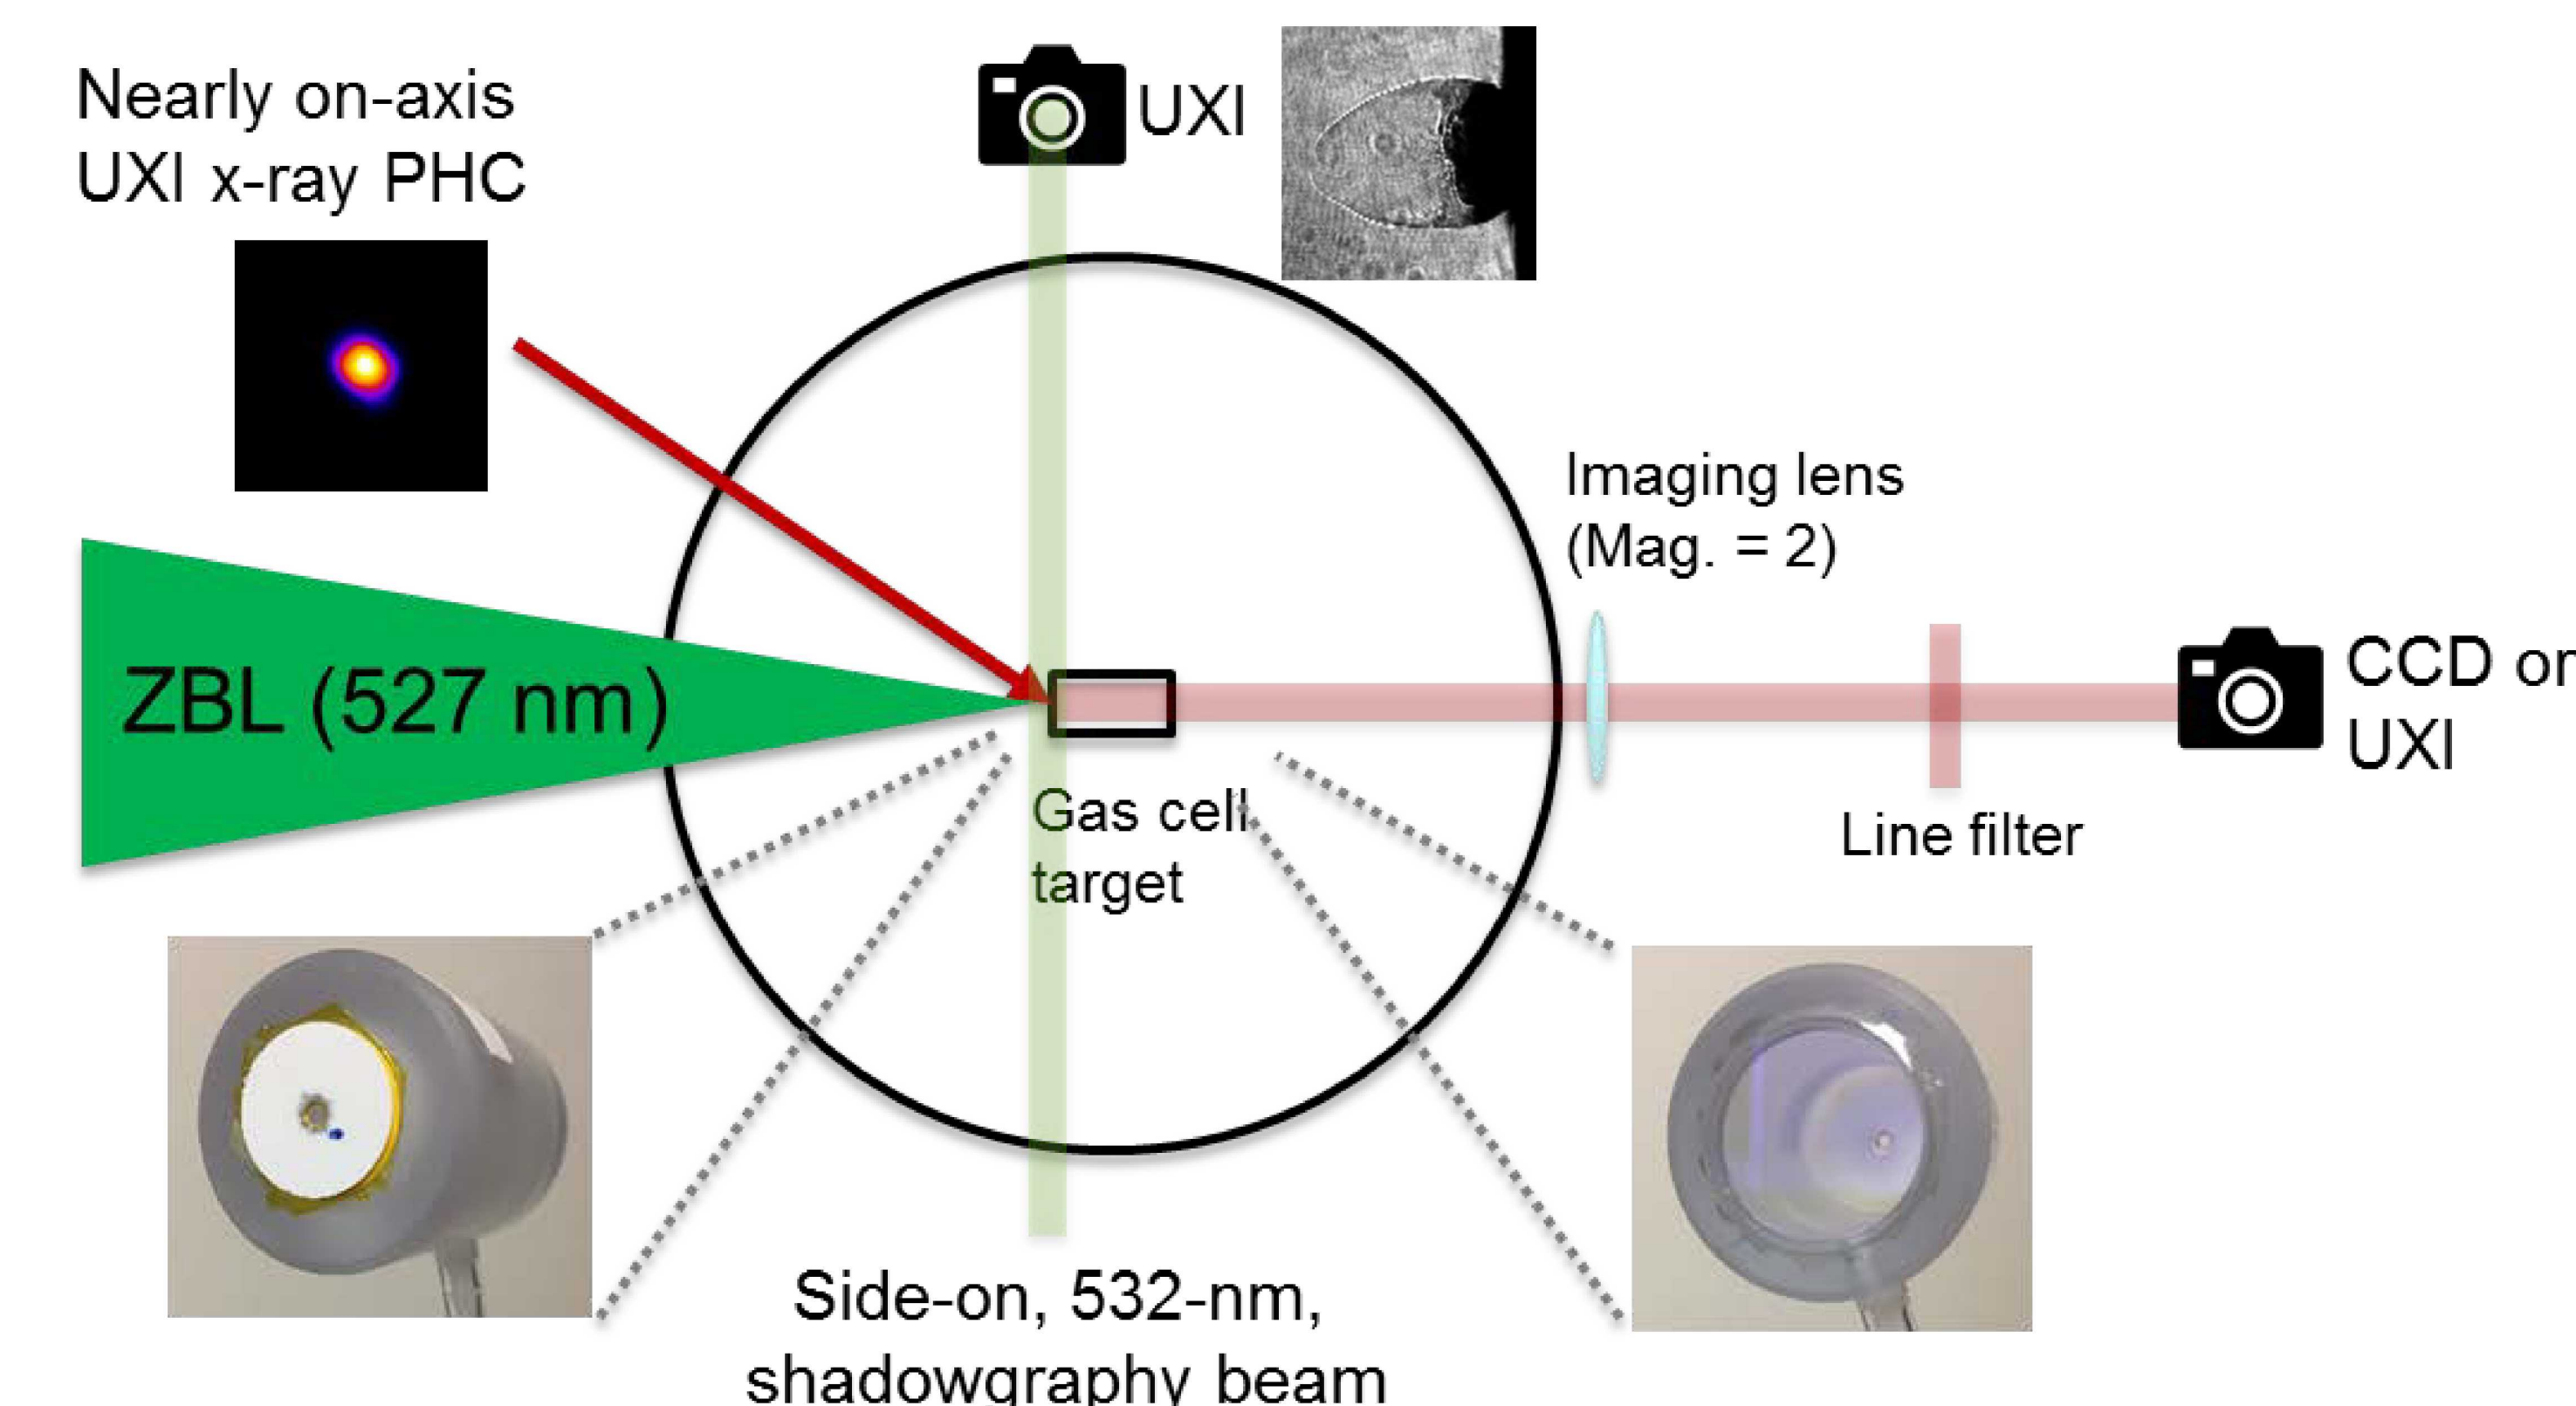 Nearly on-axis
UXI x-ray PHC
UXI
Imaging lens
(Mag. = 2)
ZBL (527 nm)
CCD or
UXI
Gas cell
target
Line filter
Side-on, 532-nm,
shadowgraphy beam